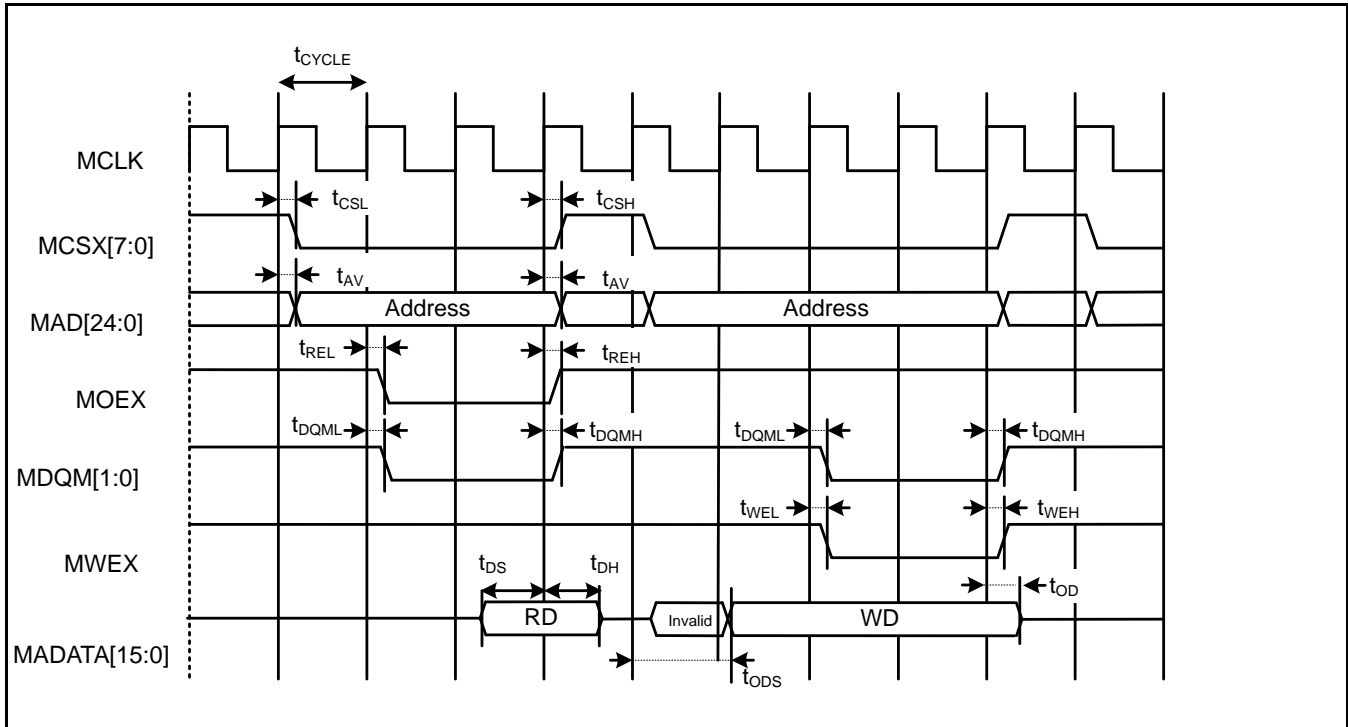 tCYCLE
MCLK
tCSL
tCSH
MCSX[7:0]
tAV
tAV
MAD[24:0]
Address
Address
tREL
tREH
MOEX
tDQML
tDQMH
tDQML
tDQMH
MDQM[1:0]
tWEL
tWEH
MWEX
tDS
tDH
tOD
RD
Invalid
WD
MADATA[15:0]
tODS